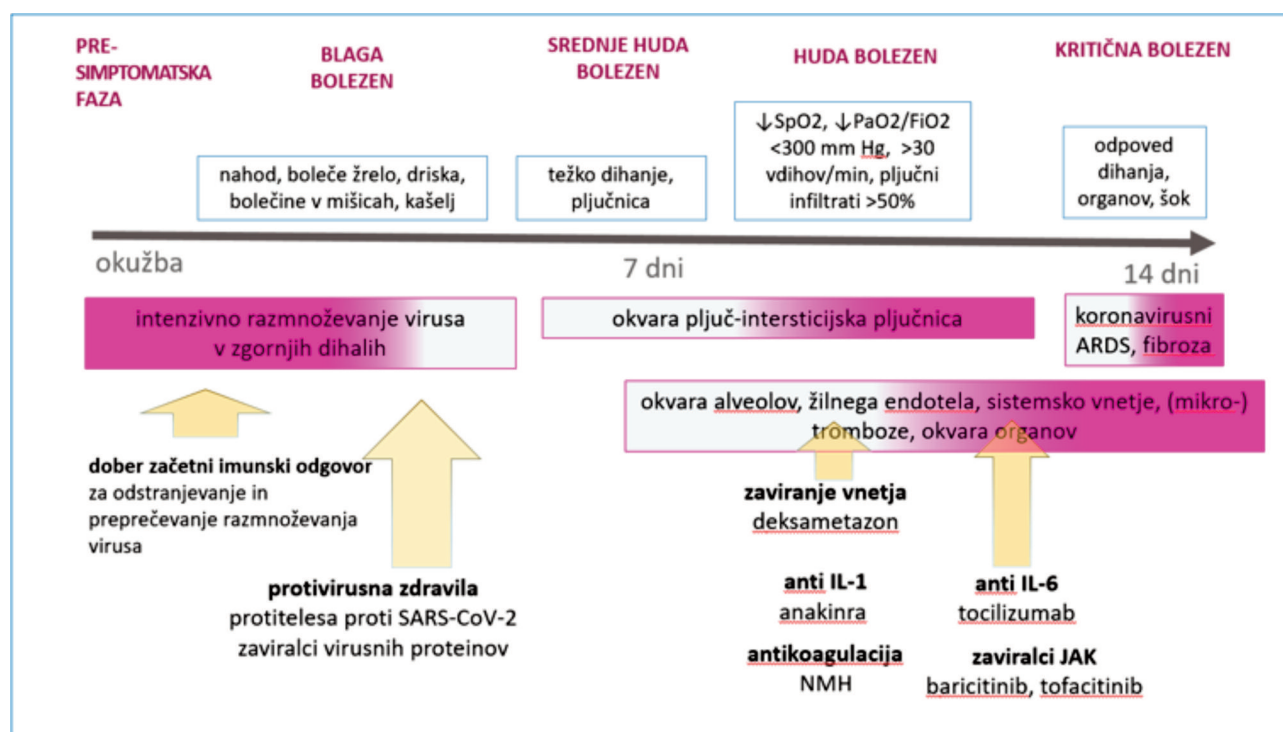 PRE-
SIMPTOMATSKA
FAZA
BLAGA
BOLEZEN
SREDNJE HUDA
BOLEZEN
HUDA BOLEZEN
KRITIČNA BOLEZEN
nahod, boleče žrelo, driska,
bolečine v mišicah, kašelj
težko dihanje,
pljučnica
↓SpO2, ↓PaO2/FiO2
<300 mm Hg, >30
vdihov/min, pljučni
infiltrati >50%
odpoved
dihanja,
organov, šok
okužba
7 dni
14 dni
intenzivno razmnoževanje virusa
v zgornjih dihalih
okvara pljuč-intersticijska pljučnica
koronavirusni
ARDS, fibroza
okvara alveolov, žilnega endotela, sistemsko vnetje, (mikro-)
tromboze, okvara organov
dober začetni imunski odgovor
za odstranjevanje in
preprečevanje razmnoževanja
virusa
protivirusna zdravila
protitelesa proti SARS-CoV-2
zaviralci virusnih proteinov
zaviranje vnetja
deksametazon
anti IL-1
anakinra
antikoagulacija
NMH
anti IL-6
tocilizumab
zaviralci JAK
baricitinib, tofacitinib